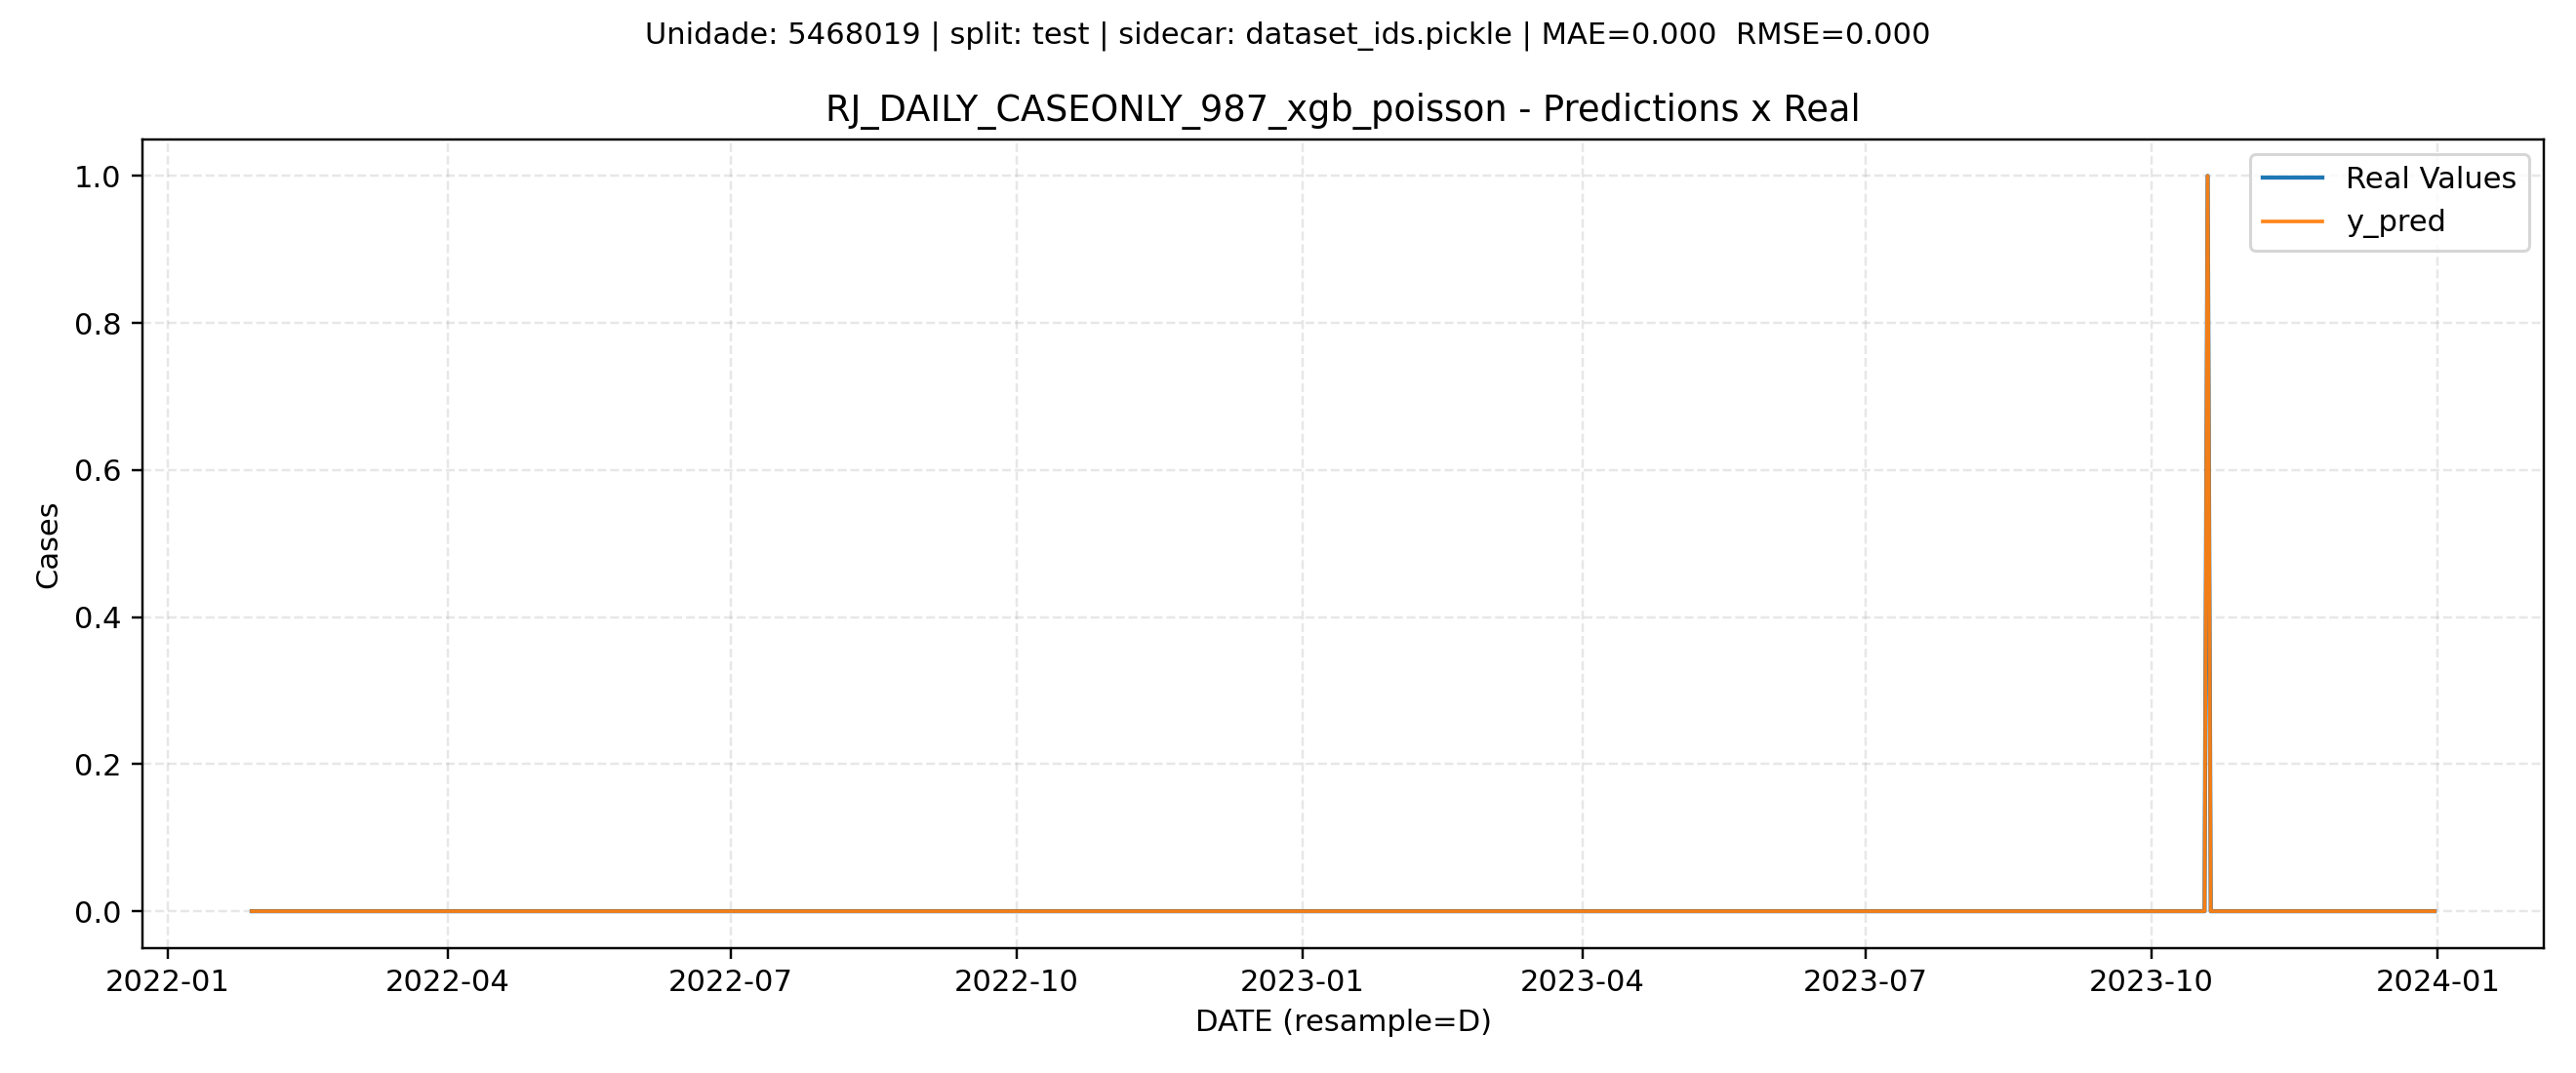 Unidade: 5468019 | split: test | sidecar: dataset_ids.pickle | MAE=0.000  RMSE=0.000
RJ_DAILY_CASEONLY_987_xgb_poisson - Predictions x Real
Real Values
y_pred
Cases
1.0
0.8
0.6
0.4
0.2
0.0
2022-01
2022-04
2022-07
2022-10
2023-01
2023-04
2023-07
2023-10
2024-01
DATE (resample=D)